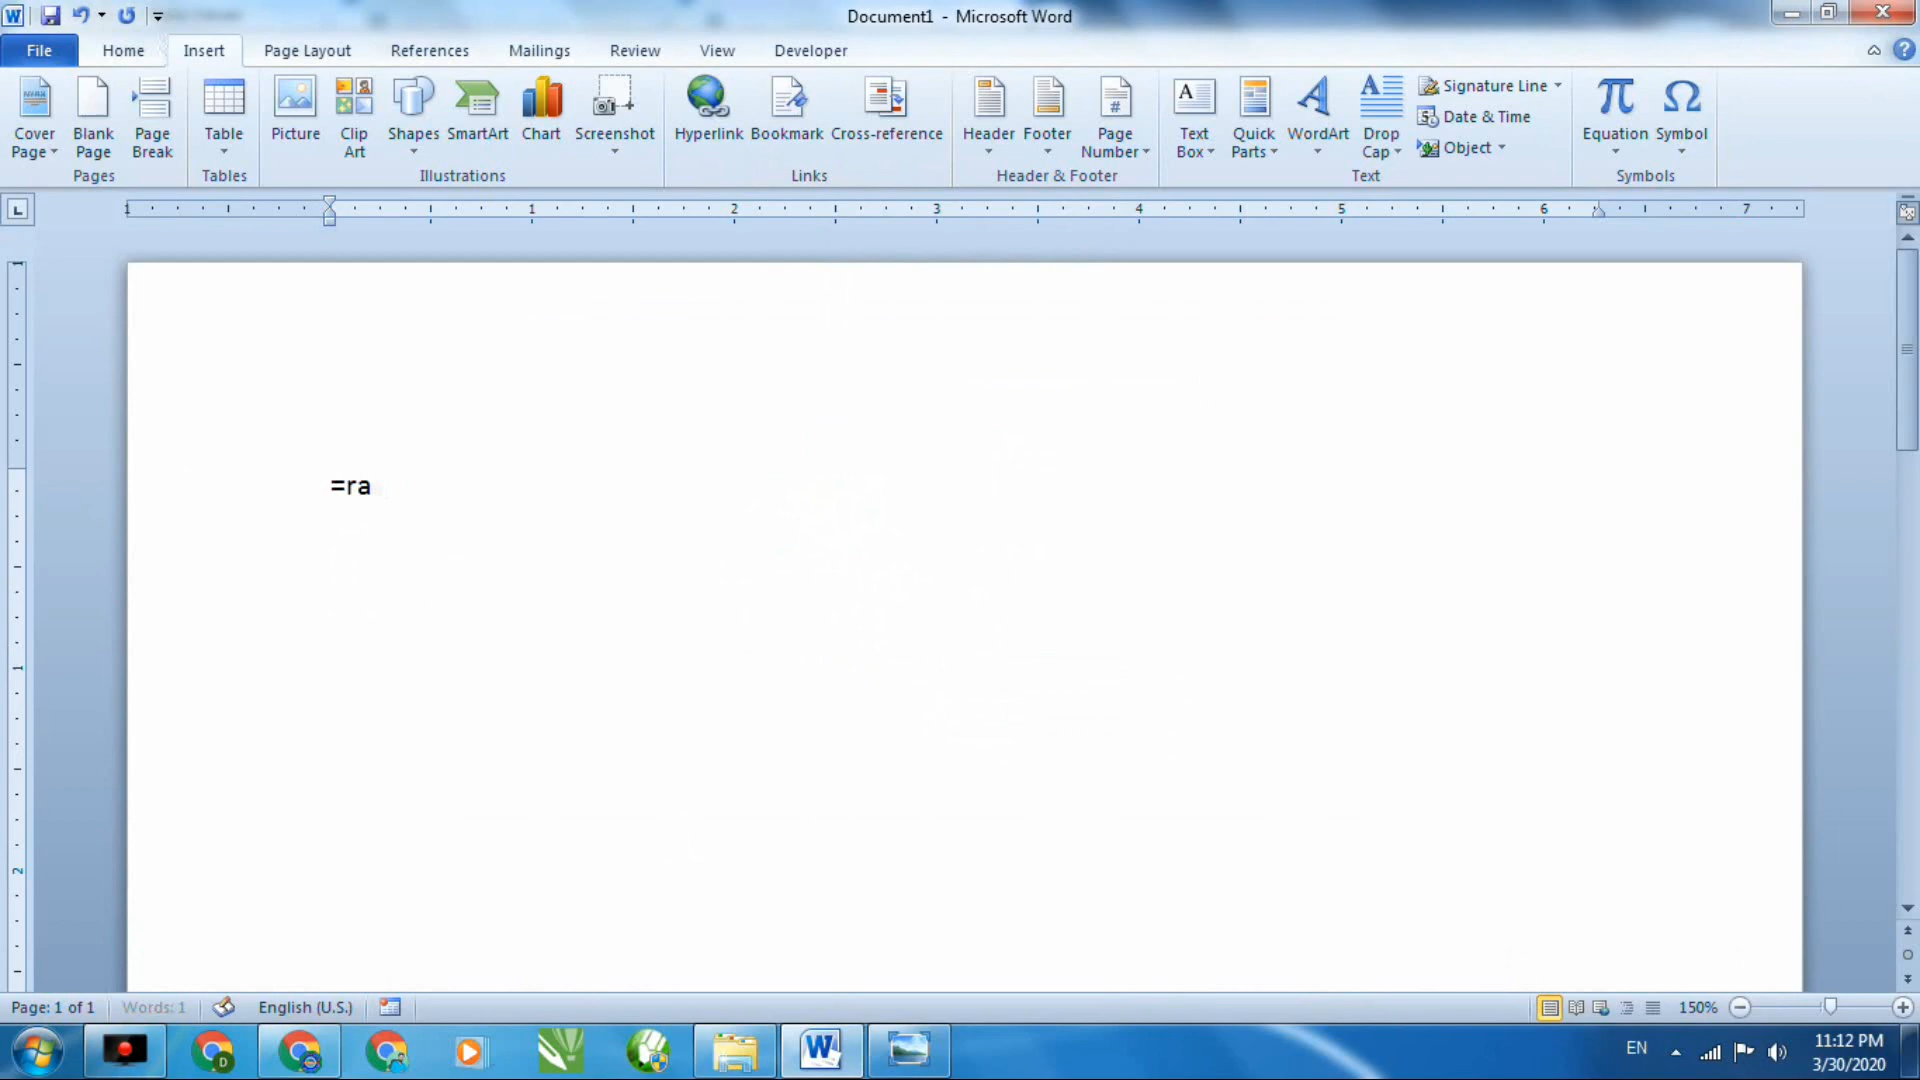 Document1 - Microsoft Word
File Home Insert Page Layout References Mailings Review View Developer
Cover Page
Blank Page
Page Break
Pages
Table
Tables
Picture
Clip Art
Shapes
SmartArt
Chart
Screenshot
Illustrations
Hyperlink
Bookmark
Cross-reference
Links
Header
Footer
Page Number
Header & Footer
Text Box
Quick Parts
WordArt
Drop Cap
Signature Line
Date & Time
Object
Text
Equation
Symbol
Symbols
1 1 2 3 4 5 6 7
=ra
1
2
Page: 1 of 1 Words: 1 English (U.S.) 150%
EN 11:12 PM
3/30/2020